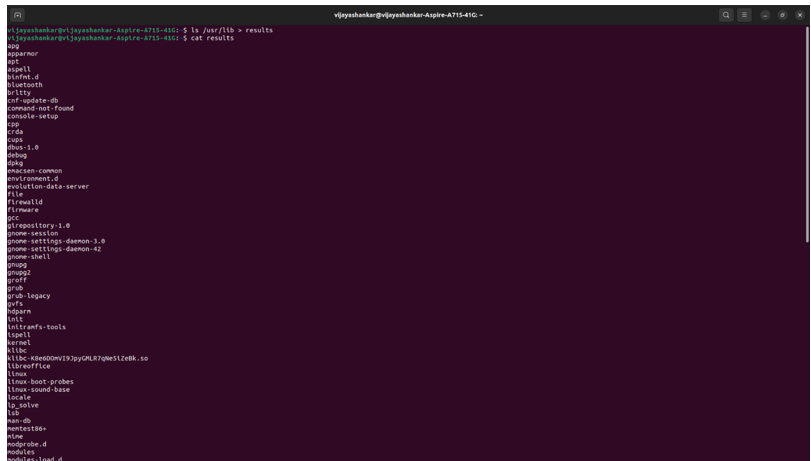 vijayashankar@vijayashankar-Aspire-A715-41G: ~
vijayashankar@vijayashankar-Aspire-A715-41G:~$ ls /usr/lib > results
vijayashankar@vijayashankar-Aspire-A715-41G:~$ cat results
apg
apparmor
apt
aspell
binfmt.d
bluetooth
brltty
cnf-update-db
command-not-found
console-setup
cpp
crda
cups
dbus-1.0
debug
dpkg
emacsen-common
environment.d
evolution-data-server
file
firewalld
firmware
gcc
girepository-1.0
gnome-session
gnome-settings-daemon-3.0
gnome-settings-daemon-42
gnome-shell
gnupg
gnupg2
groff
grub
grub-legacy
gvfs
hdparm
init
initramfs-tools
ispell
kernel
klibc
klibc-K8e6DOmVI9JpyGMLR7qNe5iZeBk.so
libreoffice
linux
linux-boot-probes
linux-sound-base
locale
lp_solve
lsb
man-db
memtest86+
mime
modprobe.d
modules
modules-load.d